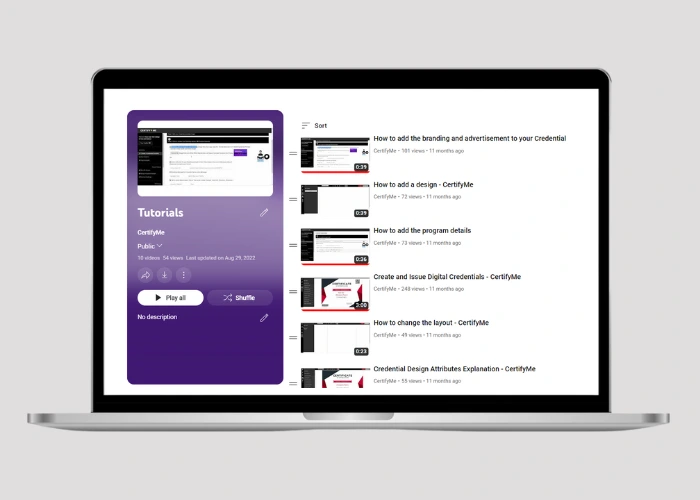 Tutorials
CertifyMe
Public
10 videos 54 views Last updated on Aug 29, 2022
Play all
Shuffle
No description
Sort
How to add the branding and advertisement to your Credential
CertifyMe • 181 views • 11 months ago
0:39
How to add a design - CertifyMe
CertifyMe • 72 views • 11 months ago
0:39
How to add the program details
CertifyMe • 73 views • 11 months ago
0:36
Create and Issue Digital Credentials - CertifyMe
CertifyMe • 248 views • 11 months ago
3:00
How to change the layout - CertifyMe
CertifyMe • 49 views • 11 months ago
0:23
Credential Design Attributes Explanation - CertifyMe
CertifyMe • 55 views • 11 months ago